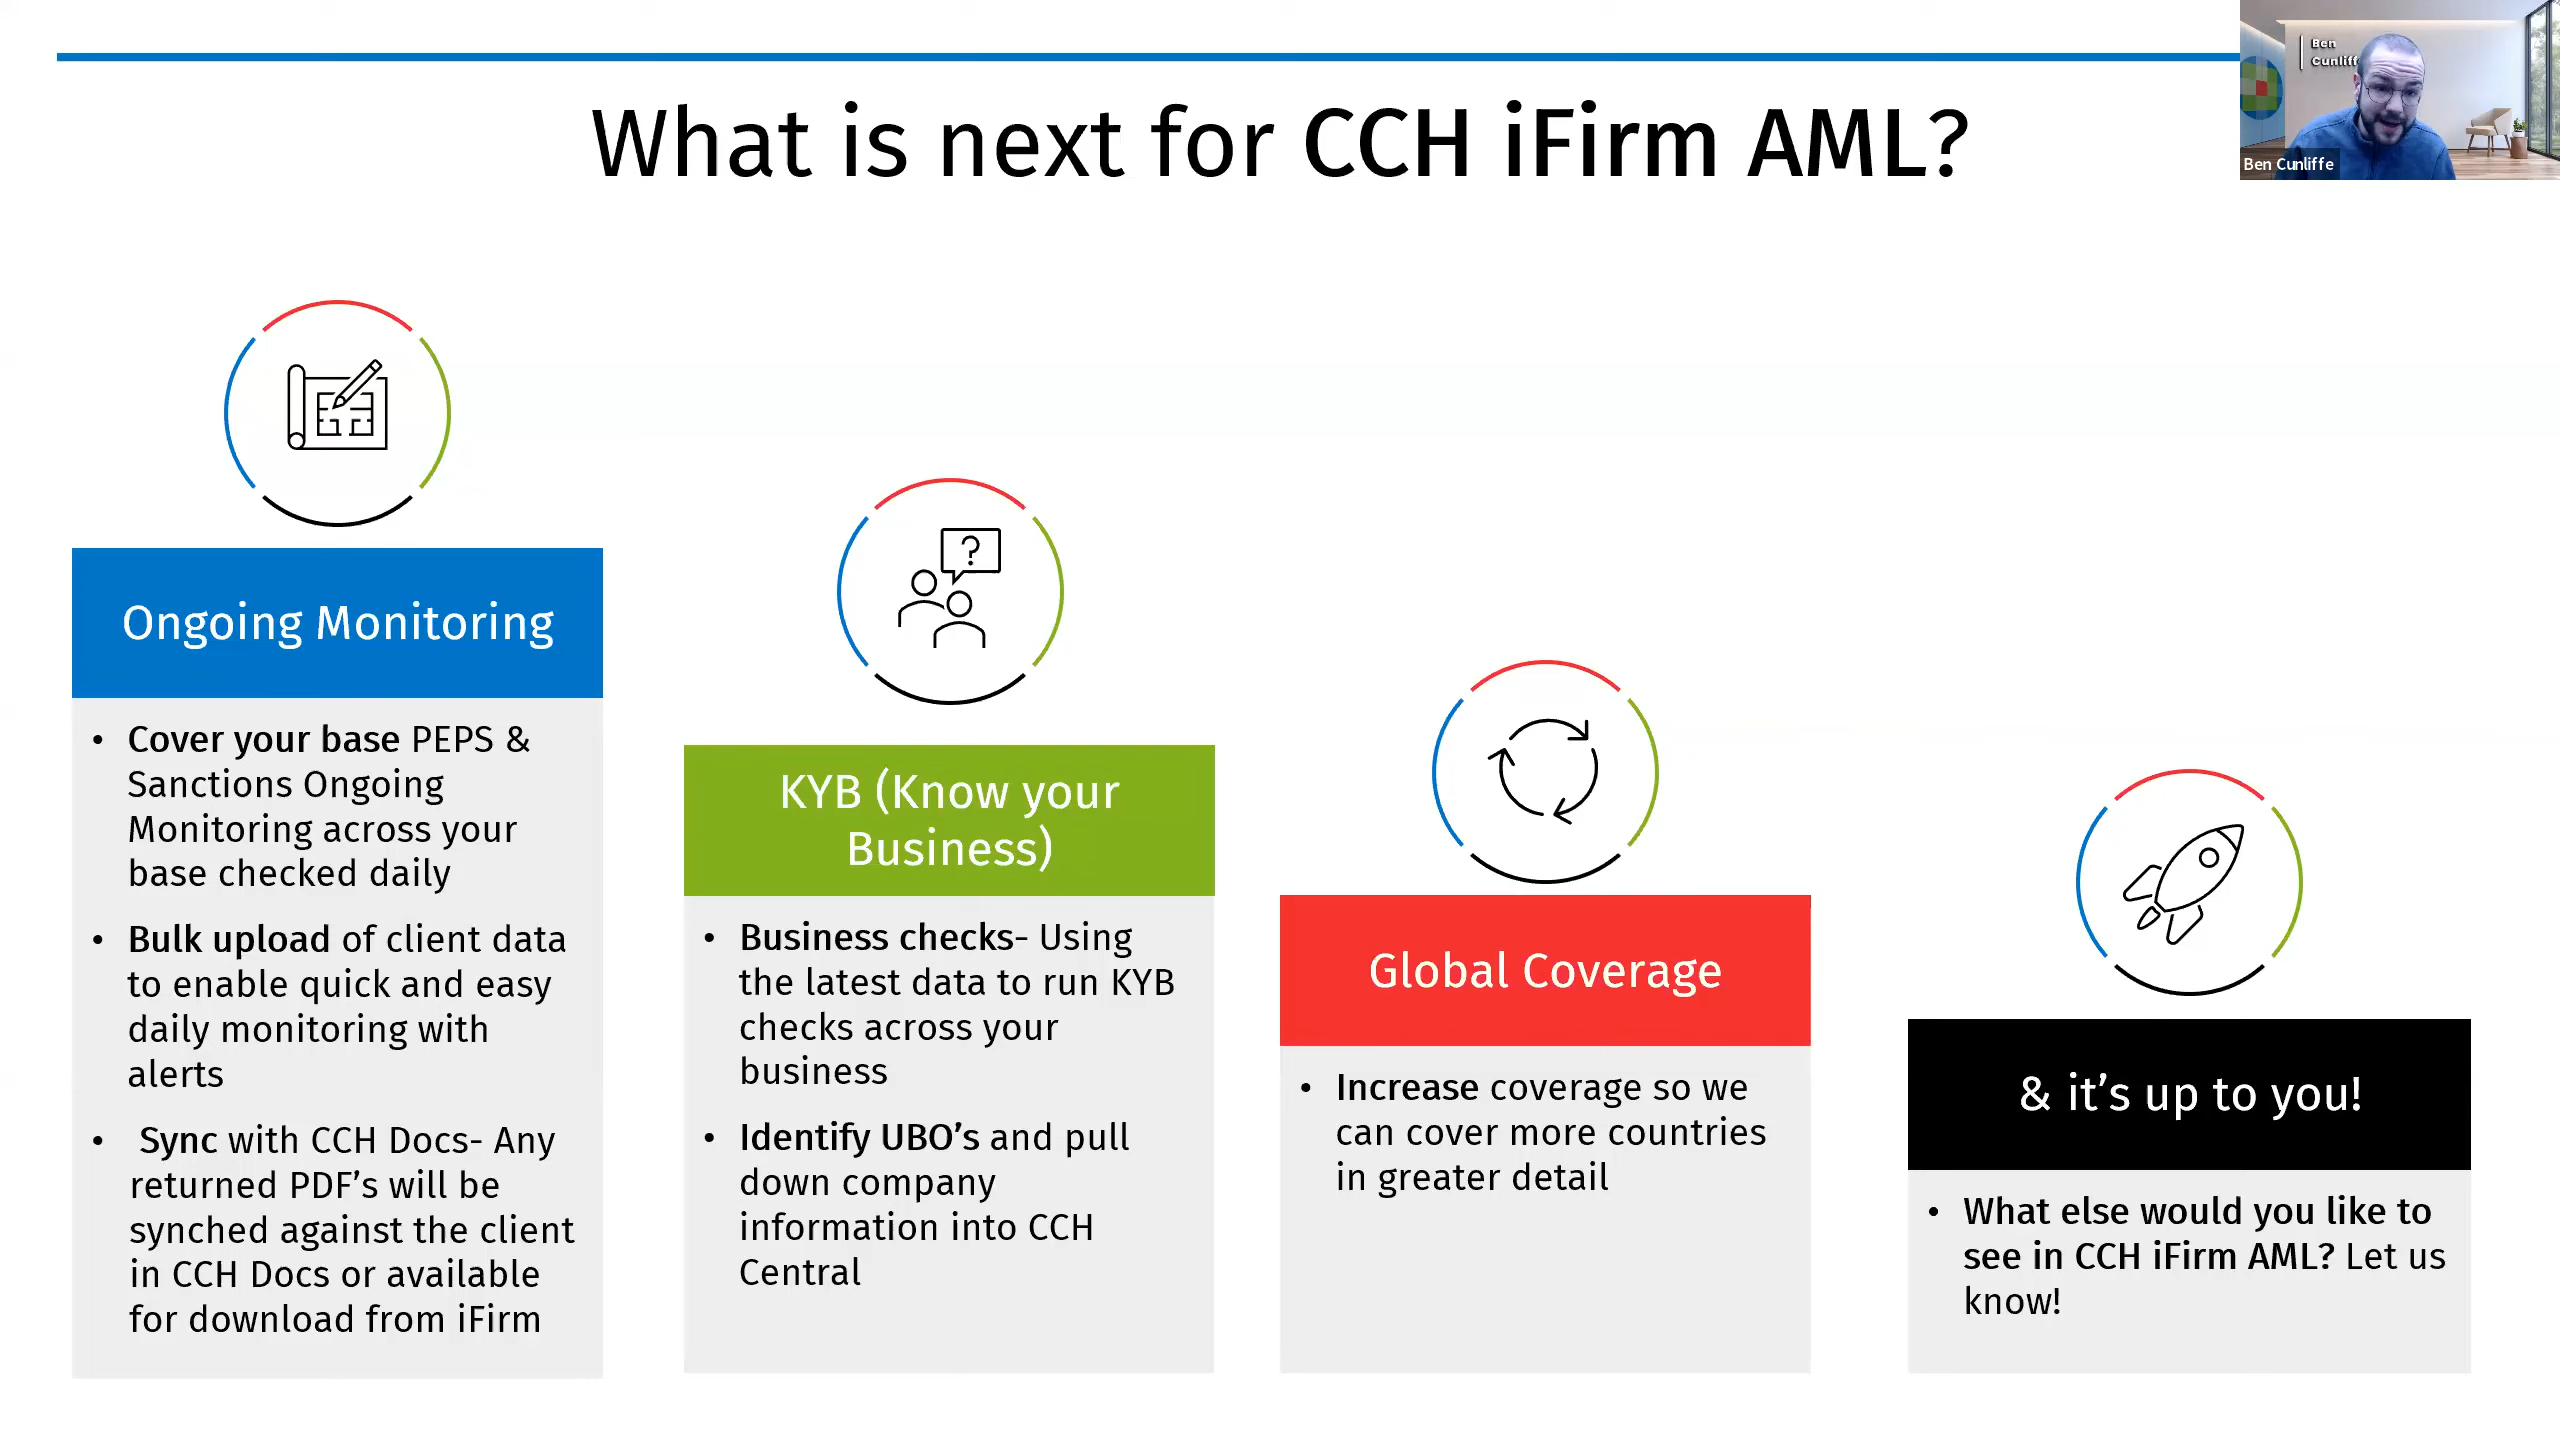 What is next for CCH iFirm AML?
Ben
Cunliffe
Ben Cunliffe
Ongoing Monitoring
• Cover your base PEPS &
Sanctions Ongoing
Monitoring across your
base checked daily
• Bulk upload of client data
to enable quick and easy
daily monitoring with
alerts
• Sync with CCH Docs- Any
returned PDF’s will be
synched against the client
in CCH Docs or available
for download from iFirm
?
KYB (Know your
Business)
• Business checks- Using
the latest data to run KYB
checks across your
business
• Identify UBO’s and pull
down company
information into CCH
Central
Global Coverage
• Increase coverage so we
can cover more countries
in greater detail
& it’s up to you!
• What else would you like to
see in CCH iFirm AML? Let us
know!